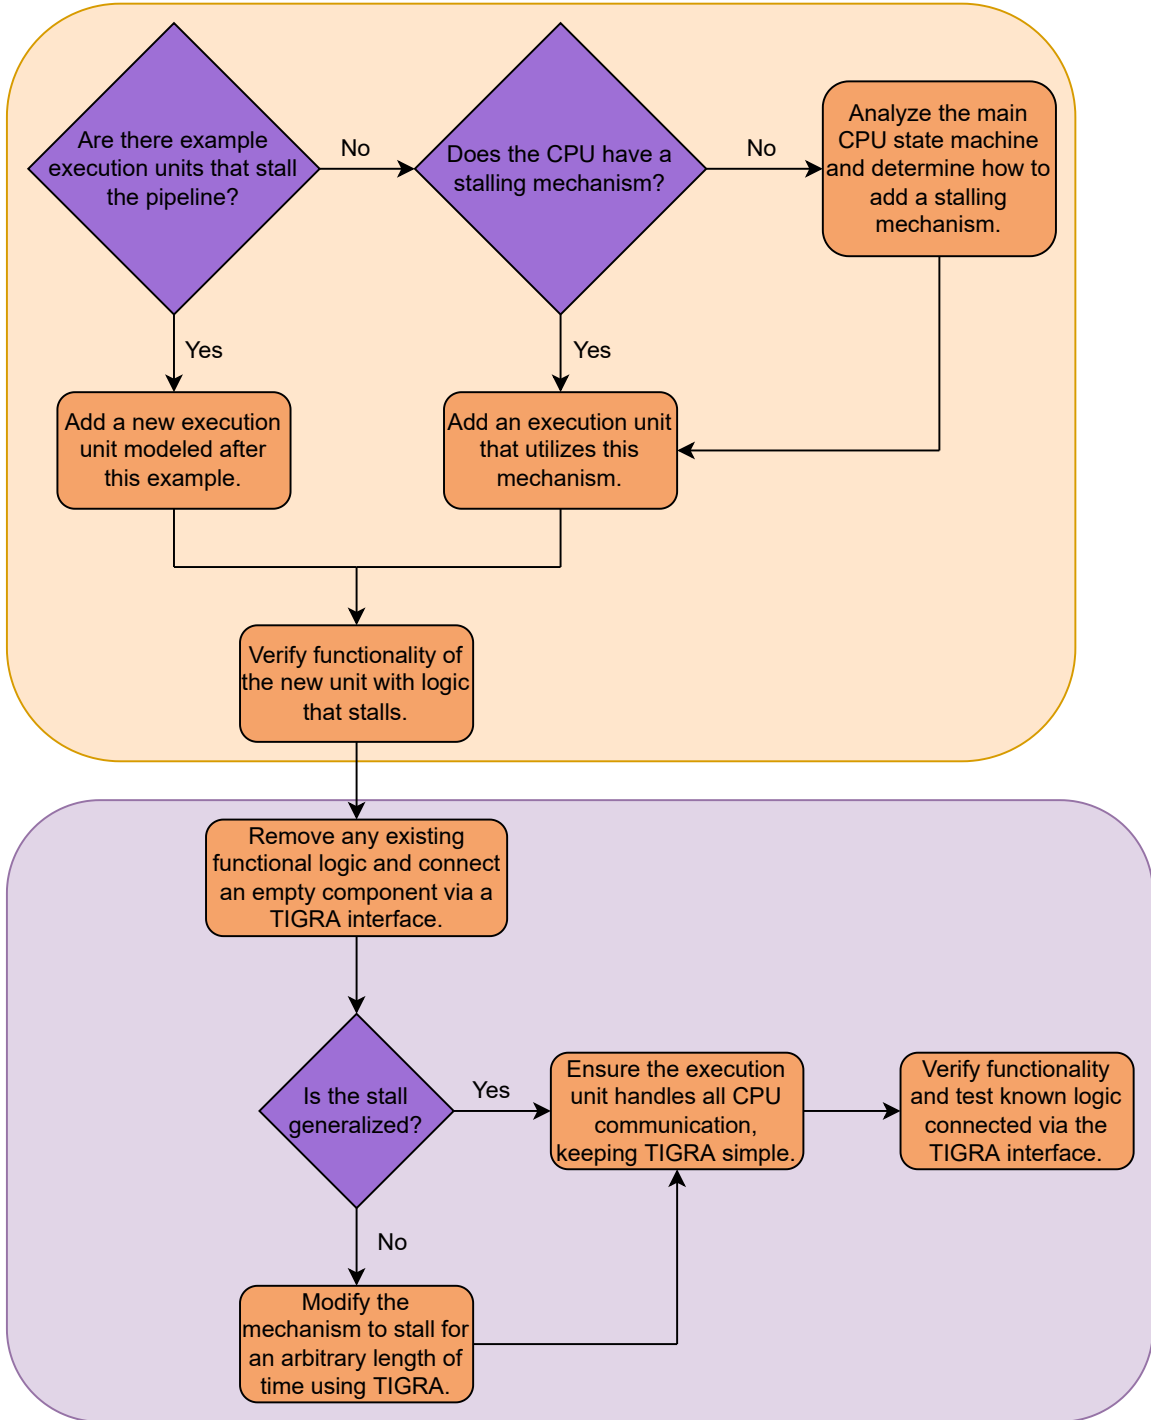 Are there example
execution units that stall
the pipeline?
No
Does the CPU have a
stalling mechanism?
No
Analyze the main
CPU state machine
and determine how to
add a stalling
mechanism.
Yes
Yes
Add a new execution
unit modeled after
this example.
Add an execution unit
that utilizes this
mechanism.
Verify functionality of
the new unit with logic
that stalls.
Remove any existing
functional logic and connect
an empty component via a
TIGRA interface.
Is the stall
generalized?
Yes
Ensure the execution
unit handles all CPU
communication,
keeping TIGRA simple.
Verify functionality
and test known logic
connected via the
TIGRA interface.
No
Modify the
mechanism to stall for
an arbitrary length of
time using TIGRA.